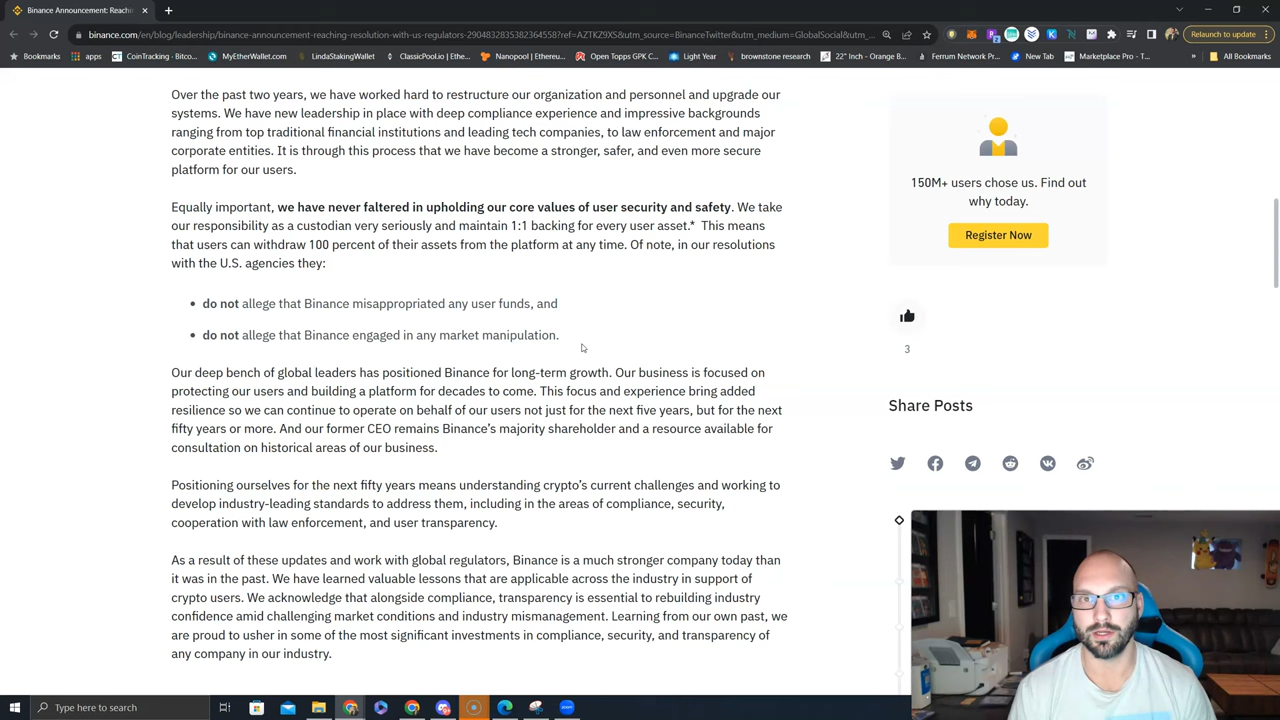 Binance Announcement: Reachi
binance.com/en/blog/leadership/binance-announcement-reaching-resolution-with-us-regulators-2904832835382364558?ref=AZTKZ9XS&utm_source=BinanceTwitter&utm_medium=GlobalSocial&utm_...
Relaunch to update
Bookmarks
apps
CoinTracking - Bitco...
MyEtherWallet.com
LindaStakingWallet
ClassicPool.io | Ethe...
Nanopool | Ethereu...
Open Topps GPK C...
Light Year
brownstone research
22" Inch - Orange B...
Ferrum Network Pr...
New Tab
Marketplace Pro - T...
All Bookmarks
Over the past two years, we have worked hard to restructure our organization and personnel and upgrade our
systems. We have new leadership in place with deep compliance experience and impressive backgrounds
ranging from top traditional financial institutions and leading tech companies, to law enforcement and major
corporate entities. It is through this process that we have become a stronger, safer, and even more secure
platform for our users.
Equally important, we have never faltered in upholding our core values of user security and safety. We take
our responsibility as a custodian very seriously and maintain 1:1 backing for every user asset.* This means
that users can withdraw 100 percent of their assets from the platform at any time. Of note, in our resolutions
with the U.S. agencies they:
• do not allege that Binance misappropriated any user funds, and
• do not allege that Binance engaged in any market manipulation.
Our deep bench of global leaders has positioned Binance for long-term growth. Our business is focused on
protecting our users and building a platform for decades to come. This focus and experience bring added
resilience so we can continue to operate on behalf of our users not just for the next five years, but for the next
fifty years or more. And our former CEO remains Binance's majority shareholder and a resource available for
consultation on historical areas of our business.
Positioning ourselves for the next fifty years means understanding crypto's current challenges and working to
develop industry-leading standards to address them, including in the areas of compliance, security,
cooperation with law enforcement, and user transparency.
As a result of these updates and work with global regulators, Binance is a much stronger company today than
it was in the past. We have learned valuable lessons that are applicable across the industry in support of
crypto users. We acknowledge that alongside compliance, transparency is essential to rebuilding industry
confidence amid challenging market conditions and industry mismanagement. Learning from our own past, we
are proud to usher in some of the most significant investments in compliance, security, and transparency of
any company in our industry.
150M+ users chose us. Find out
why today.
Register Now
3
Share Posts
Type here to search
zoom